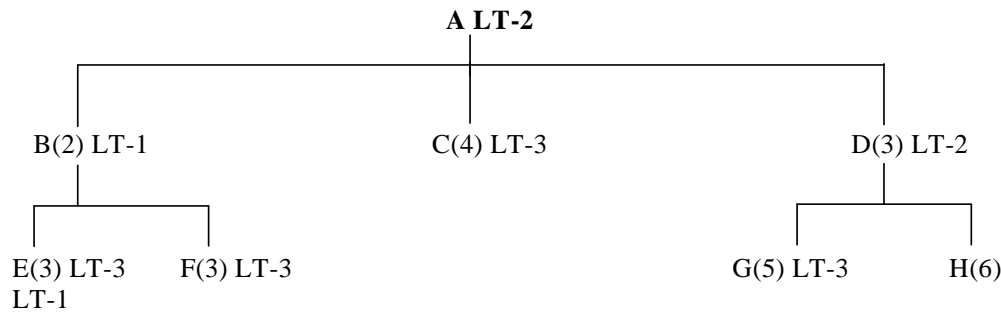 A LT-2
B(2) LT-1 C(4) LT-3 D(3) LT-2
E(3) LT-3 F(3) LT-3 G(5) LT-3 H(6)
LT-1